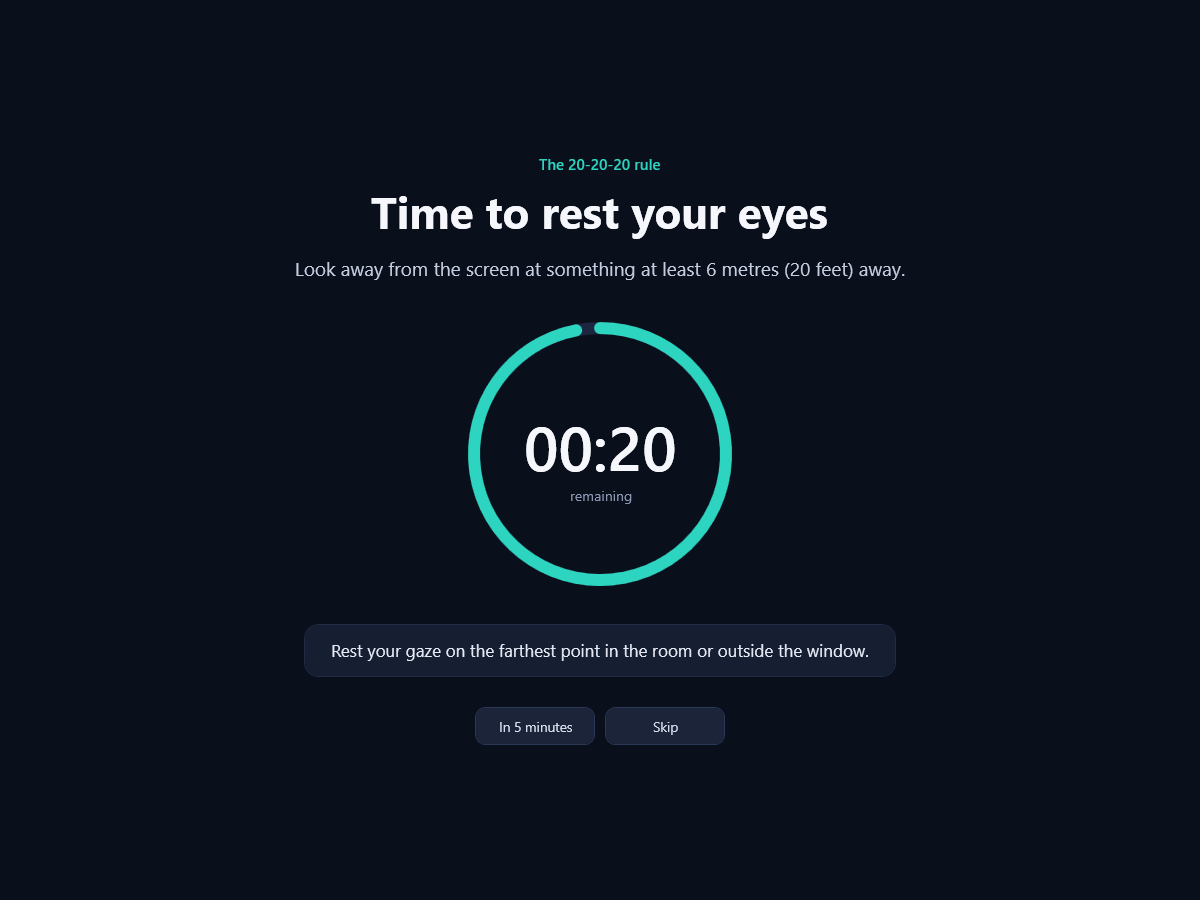 The 20-20-20 rule
Time to rest your eyes
Look away from the screen at something at least 6 metres (20 feet) away.
00:20
remaining
Rest your gaze on the farthest point in the room or outside the window.
In 5 minutes
Skip